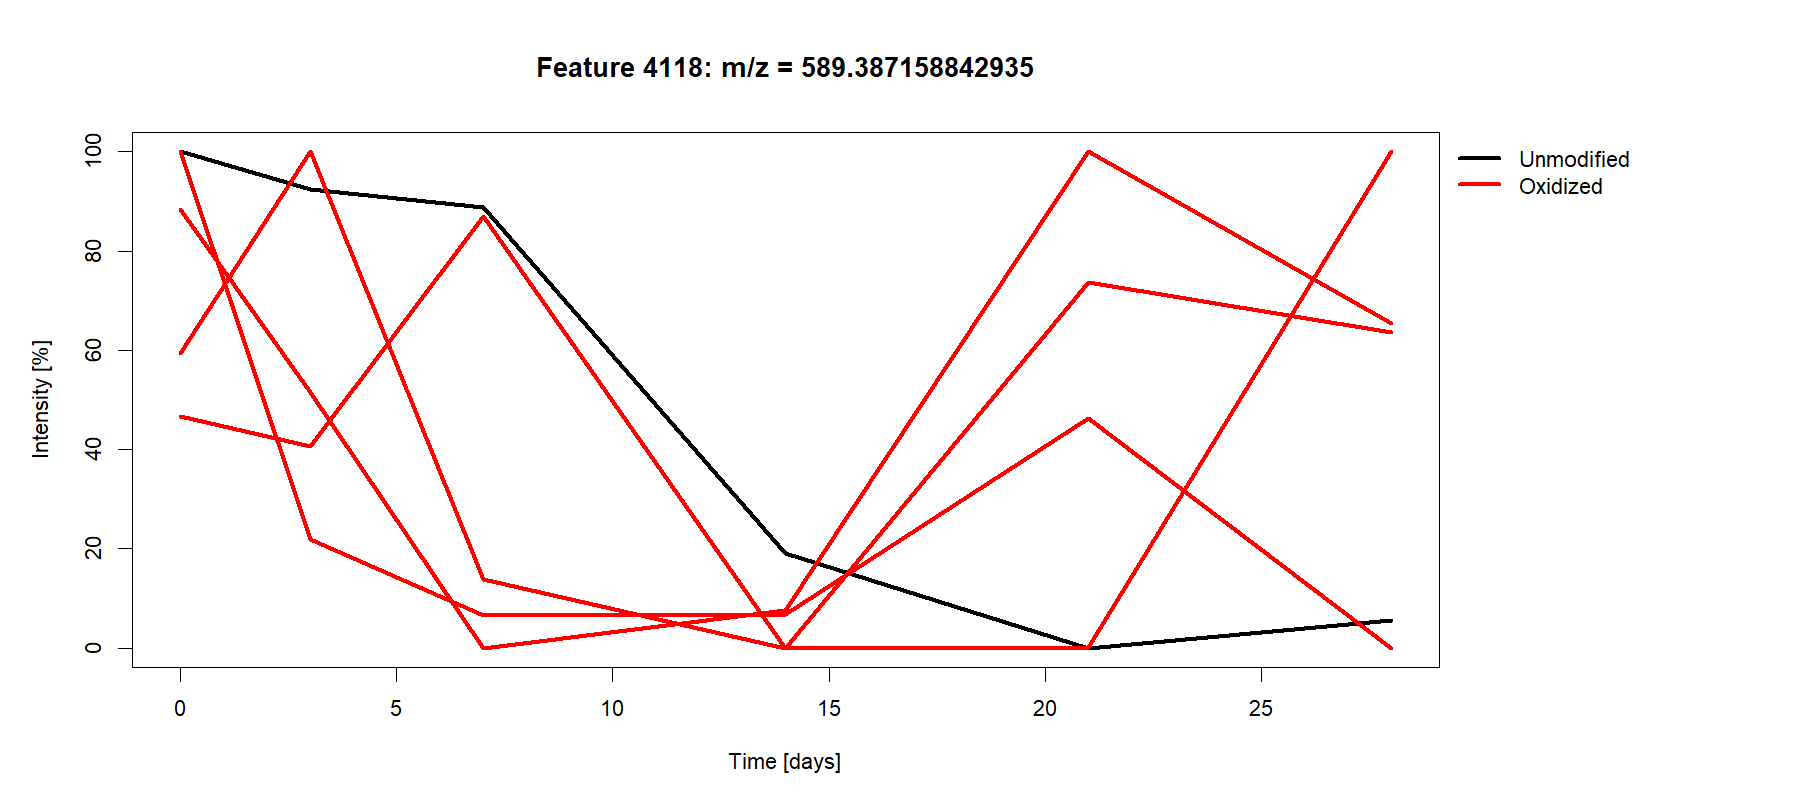 Feature 4118: m/z = 589.387158842935
Unmodified
Oxidized
Intensity [%]
100
80
60
40
20
0
0 5 10 15 20 25
Time [days]